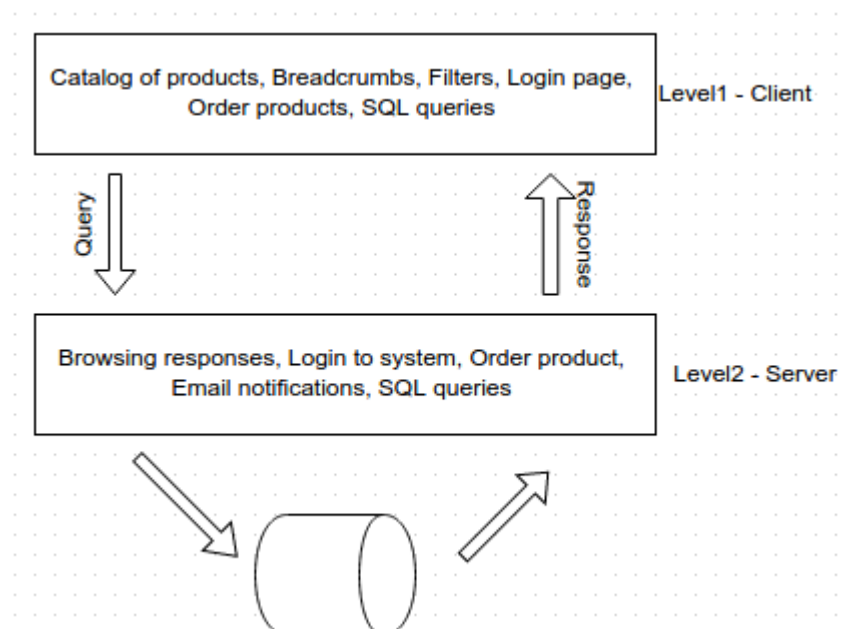 Catalog of products, Breadcrumbs, Filters, Login page,
Order products, SQL queries
Level1 - Client
Query
Response
Browsing responses, Login to system, Order product,
Email notifications, SQL queries
Level2 - Server